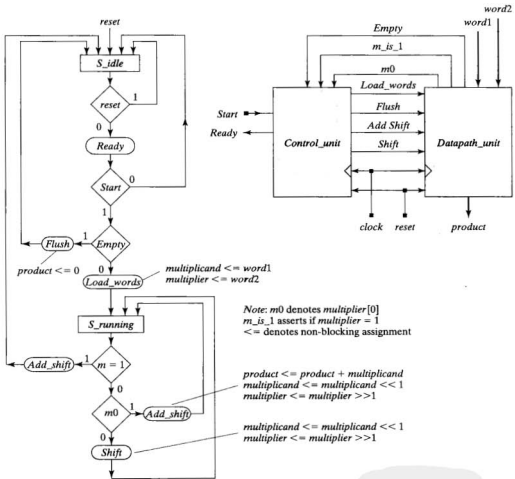 reset
S_idle
reset
1
0
Ready
Start
0
1
Flush
1
Empty
product <= 0
0
Load_words
multiplicand <= word1
multiplier <= word2
S_running
Add_shift
1
m = 1
0
m0
1
Add_shift
product <= product + multiplicand
multiplicand <= multiplicand << 1
multiplier <= multiplier >>1
0
Shift
multiplicand <= multiplicand << 1
multiplier <= multiplier >>1
word2
word1
Empty
m_is_1
m0
Load_words
Flush
Add Shift
Shift
Start
Ready
Control_unit
Datapath_unit
clock reset
product
Note: m0 denotes multiplier[0]
m_is_1 asserts if multiplier = 1
<= denotes non-blocking assignment